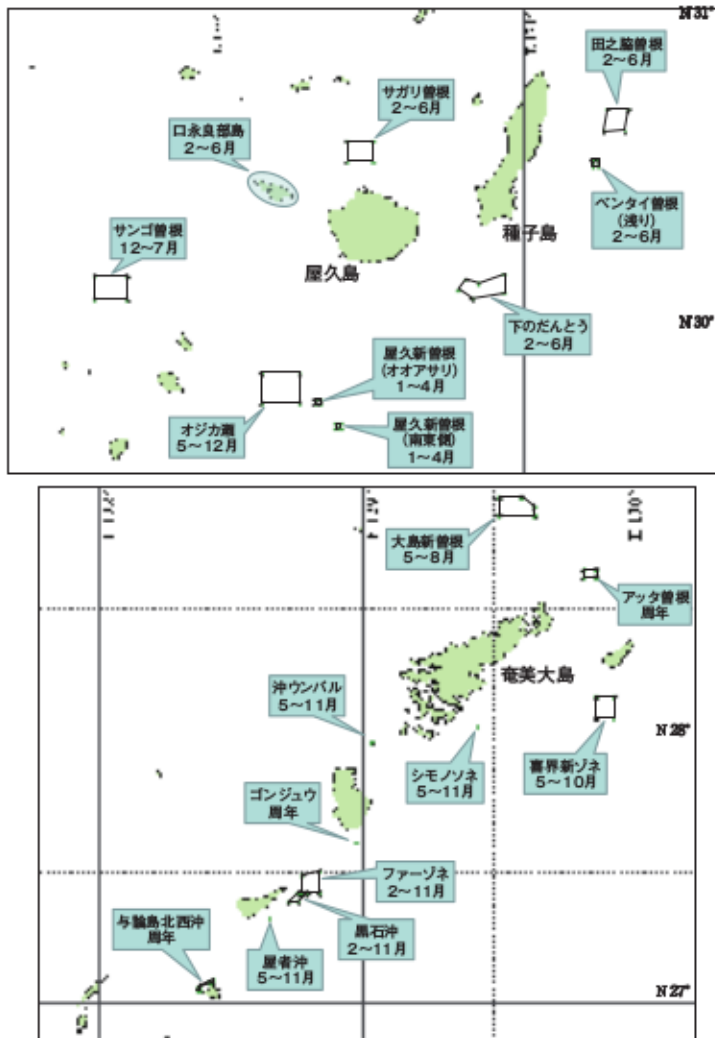 N 31°
田之脇曽根
2〜6月
サガリ曽根
2〜6月
口永良部島
2〜6月
ベンタイ曽根
(浅り)
2〜6月
種子島
サンゴ曽根
12〜7月
屋久島
N 30°
下のだんとう
2〜6月
屋久新曽根
(オオアサリ)
1〜4月
オジカ瀬
5〜12月
屋久新曽根
(南東側)
1〜4月
E 129°
E 130°
大島新曽根
5〜8月
アッタ曽根
周年
奄美大島
沖ウンバル
5〜11月
N 28°
シモノソネ
5〜11月
喜界新ゾネ
5〜10月
ゴンジュウ
周年
ファーゾネ
2〜11月
与論島北西沖
周年
黒石沖
2〜11月
屋者沖
5〜11月
N 27°